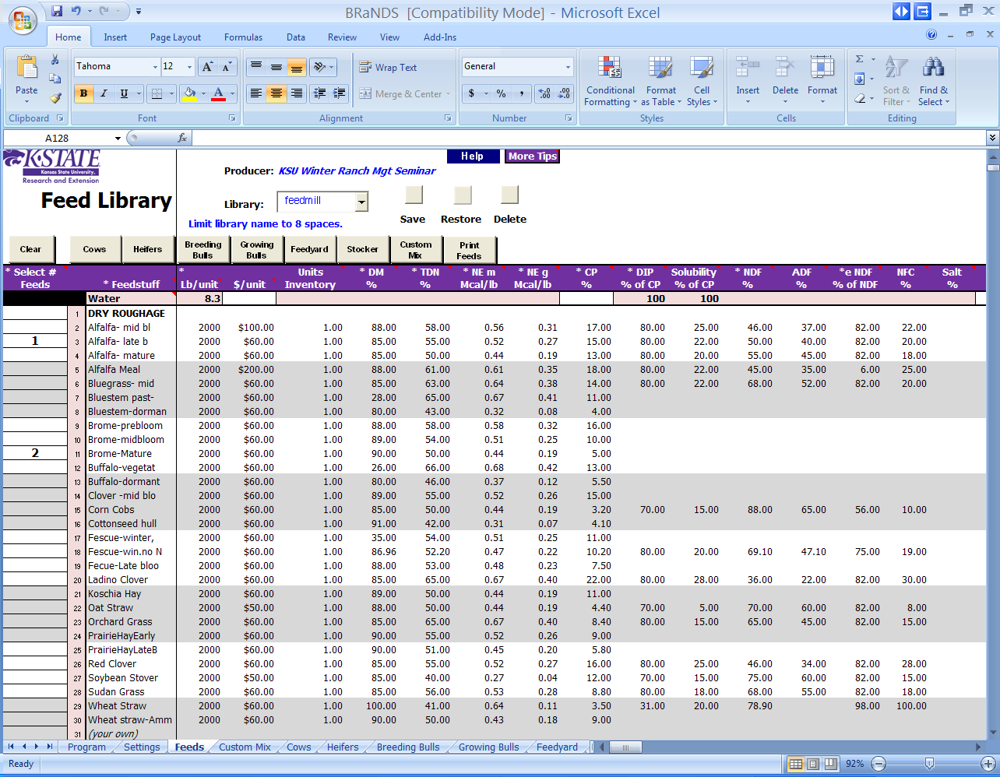 BRaNDS [Compatibility Mode] - Microsoft Excel
Home Insert Page Layout Formulas Data Review View Add-Ins
Paste
Tahoma 12 A A
B I U A
Wrap Text
Merge & Center
General
$ % ,
Conditional Formatting
Format as Table
Cell Styles
Insert Delete Format
Σ
Sort & Filter
Find & Select
Clipboard Font Alignment Number Styles Cells Editing
A128 fx
K-STATE
Kansas State University.
Research and Extension
Feed Library
Help More Tips
Producer: KSU Winter Ranch Mgt Seminar
Library: feedmill
Save Restore Delete
Limit library name to 8 spaces.
Clear Cows Heifers Breeding Bulls Growing Bulls Feedyard Stocker Custom Mix Print Feeds
* Select # * Units * DM * TDN * NE m * NE g * CP * DIP Solubility * NDF ADF *e NDF NFC Salt
Feeds * Feedstuff Lb/unit $/unit Inventory % % Mcal/lb Mcal/lb % % of CP % of CP % % % of NDF % %
Water 8.3 100 100
1 DRY ROUGHAGE
2 Alfalfa- mid bl 2000 $100.00 1.00 88.00 58.00 0.56 0.31 17.00 80.00 25.00 46.00 37.00 82.00 22.00
1 3 Alfalfa- late b 2000 $60.00 1.00 85.00 55.00 0.52 0.27 15.00 80.00 22.00 50.00 40.00 82.00 20.00
4 Alfalfa- mature 2000 $60.00 1.00 85.00 50.00 0.44 0.19 13.00 80.00 20.00 55.00 45.00 82.00 18.00
5 Alfalfa Meal 2000 $200.00 1.00 88.00 61.00 0.61 0.35 18.00 80.00 22.00 45.00 35.00 6.00 25.00
6 Bluegrass- mid 2000 $60.00 1.00 85.00 63.00 0.64 0.38 14.00 80.00 22.00 68.00 52.00 82.00 20.00
7 Bluestem past- 2000 $60.00 1.00 28.00 65.00 0.67 0.41 11.00
8 Bluestem-dorman 2000 $60.00 1.00 80.00 43.00 0.32 0.08 4.00
9 Brome-prebloom 2000 $60.00 1.00 88.00 58.00 0.58 0.32 16.00
10 Brome-midbloom 2000 $60.00 1.00 89.00 54.00 0.51 0.25 10.00
2 11 Brome-Mature 2000 $60.00 1.00 90.00 50.00 0.44 0.19 5.00
12 Buffalo-vegetat 2000 $60.00 1.00 26.00 66.00 0.68 0.42 13.00
13 Buffalo-dormant 2000 $60.00 1.00 80.00 46.00 0.37 0.12 5.50
14 Clover -mid blo 2000 $60.00 1.00 89.00 55.00 0.52 0.26 15.00
15 Corn Cobs 2000 $60.00 1.00 85.00 50.00 0.44 0.19 3.20 70.00 15.00 88.00 65.00 56.00 10.00
16 Cottonseed hull 2000 $60.00 1.00 91.00 42.00 0.31 0.07 4.10
17 Fescue-winter, 2000 $60.00 1.00 35.00 54.00 0.51 0.25 11.00
18 Fescue-win.no N 2000 $60.00 1.00 86.96 52.20 0.47 0.22 10.20 80.00 20.00 69.10 47.10 75.00 19.00
19 Fecue-Late bloo 2000 $60.00 1.00 88.00 53.00 0.48 0.23 7.50
20 Ladino Clover 2000 $60.00 1.00 85.00 65.00 0.67 0.40 22.00 80.00 28.00 36.00 22.00 82.00 30.00
21 Koschia Hay 2000 $60.00 1.00 89.00 50.00 0.44 0.19 11.00
22 Oat Straw 2000 $50.00 1.00 88.00 50.00 0.44 0.19 4.40 70.00 5.00 70.00 60.00 82.00 8.00
23 Orchard Grass 2000 $60.00 1.00 85.00 65.00 0.67 0.40 8.40 80.00 15.00 65.00 45.00 82.00 15.00
24 PrairieHayEarly 2000 $60.00 1.00 90.00 55.00 0.52 0.26 9.00
25 PrairieHayLateB 2000 $60.00 1.00 90.00 51.00 0.45 0.20 5.80
26 Red Clover 2000 $60.00 1.00 85.00 55.00 0.52 0.27 16.00 80.00 25.00 46.00 34.00 82.00 28.00
27 Soybean Stover 2000 $50.00 1.00 85.00 40.00 0.27 0.04 12.00 70.00 15.00 75.00 60.00 82.00 15.00
28 Sudan Grass 2000 $60.00 1.00 85.00 56.00 0.53 0.28 8.80 80.00 18.00 68.00 55.00 82.00 18.00
29 Wheat Straw 2000 $60.00 1.00 100.00 41.00 0.64 0.11 3.50 31.00 20.00 78.90 98.00 100.00
30 Wheat straw-Amm 2000 $60.00 1.00 90.00 50.00 0.43 0.18 9.00
31 (your own)
Program Settings Feeds Custom Mix Cows Heifers Breeding Bulls Growing Bulls Feedyard
Ready 92%